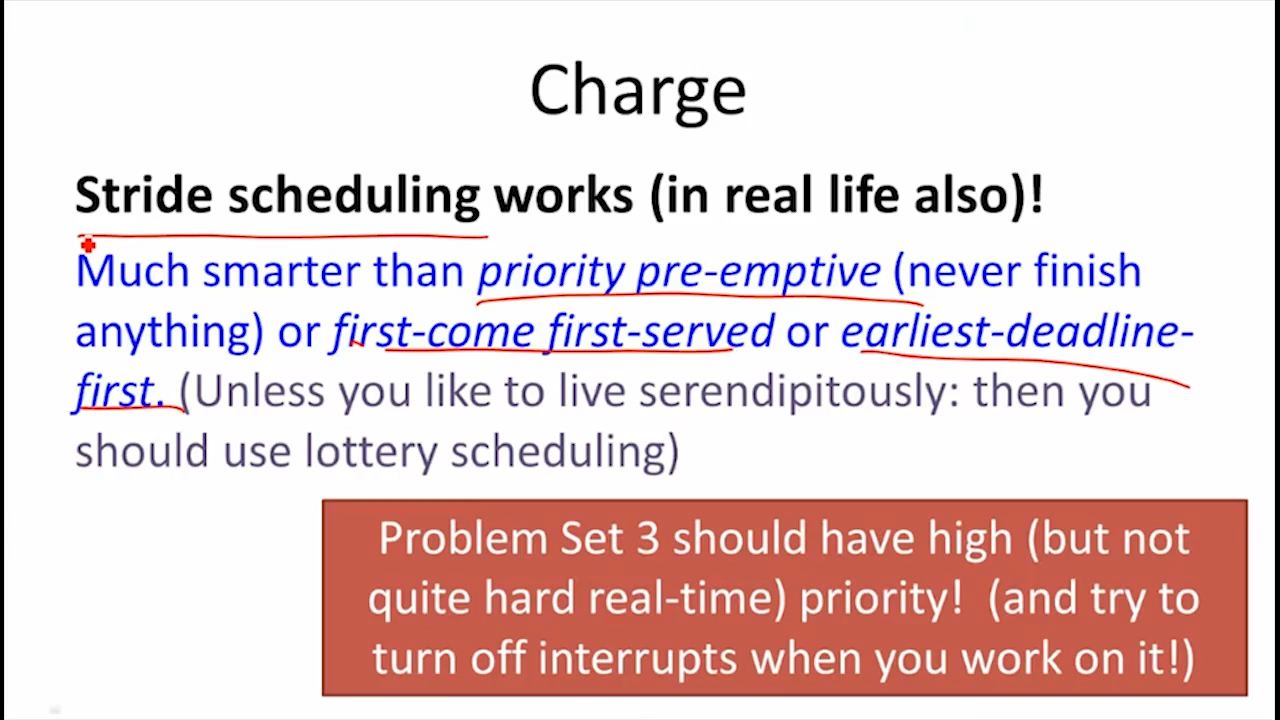 Charge
Stride scheduling works (in real life also)!
Much smarter than priority pre-emptive (never finish
anything) or first-come first-served or earliest-deadline-
first. (Unless you like to live serendipitously: then you
should use lottery scheduling)
Problem Set 3 should have high (but not
quite hard real-time) priority!  (and try to
turn off interrupts when you work on it!)